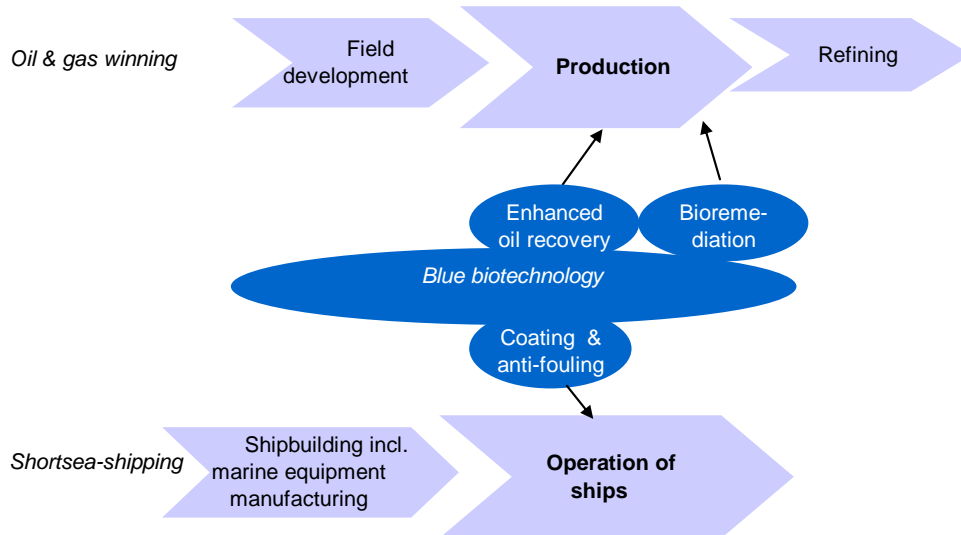 Oil & gas winning
Field
development
Production
Refining
Enhanced
oil recovery
Bioreme-
diation
Blue biotechnology
Coating &
anti-fouling
Shortsea-shipping
Shipbuilding incl.
marine equipment
manufacturing
Operation of
ships